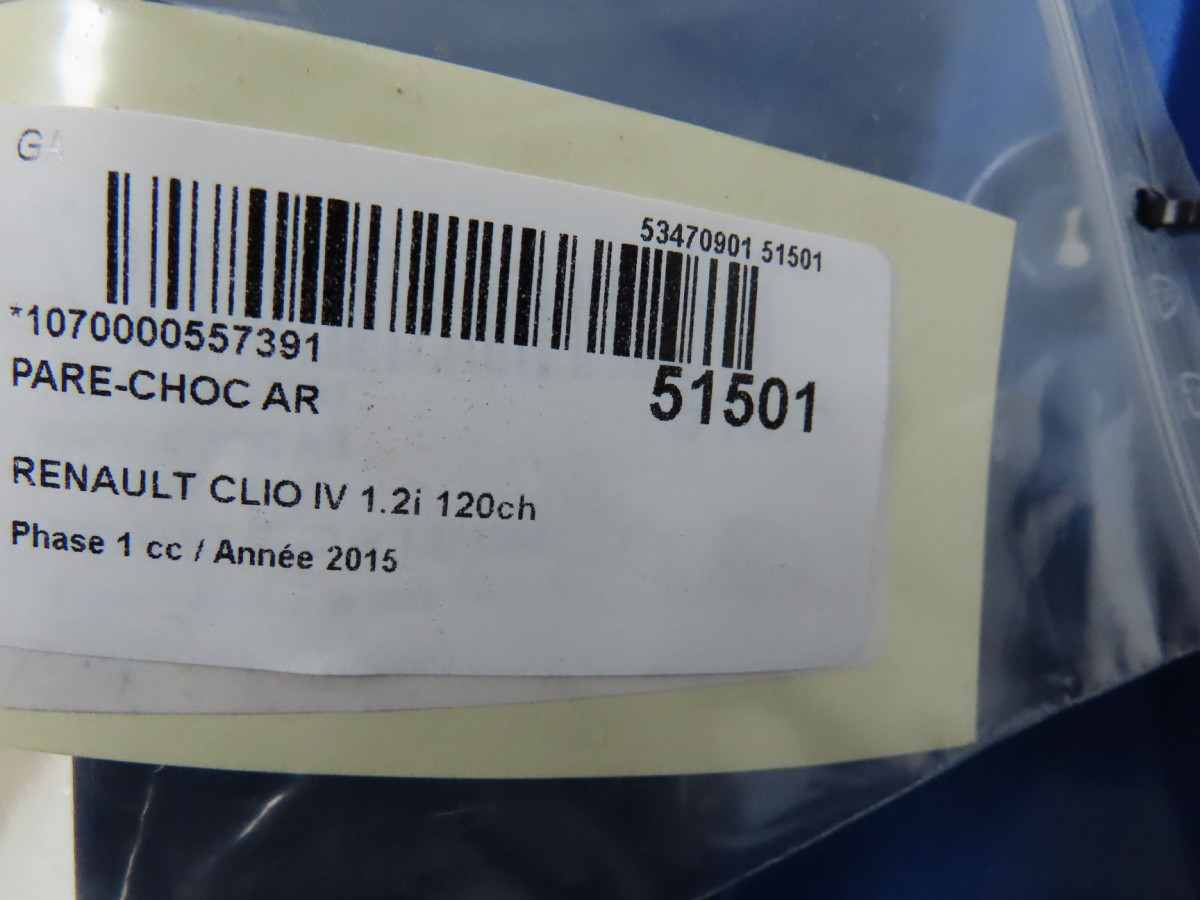 GA
53470901 51501
*1070000557391
PARE-CHOC AR
51501
RENAULT CLIO IV 1.2i 120ch
Phase 1 cc / Année 2015